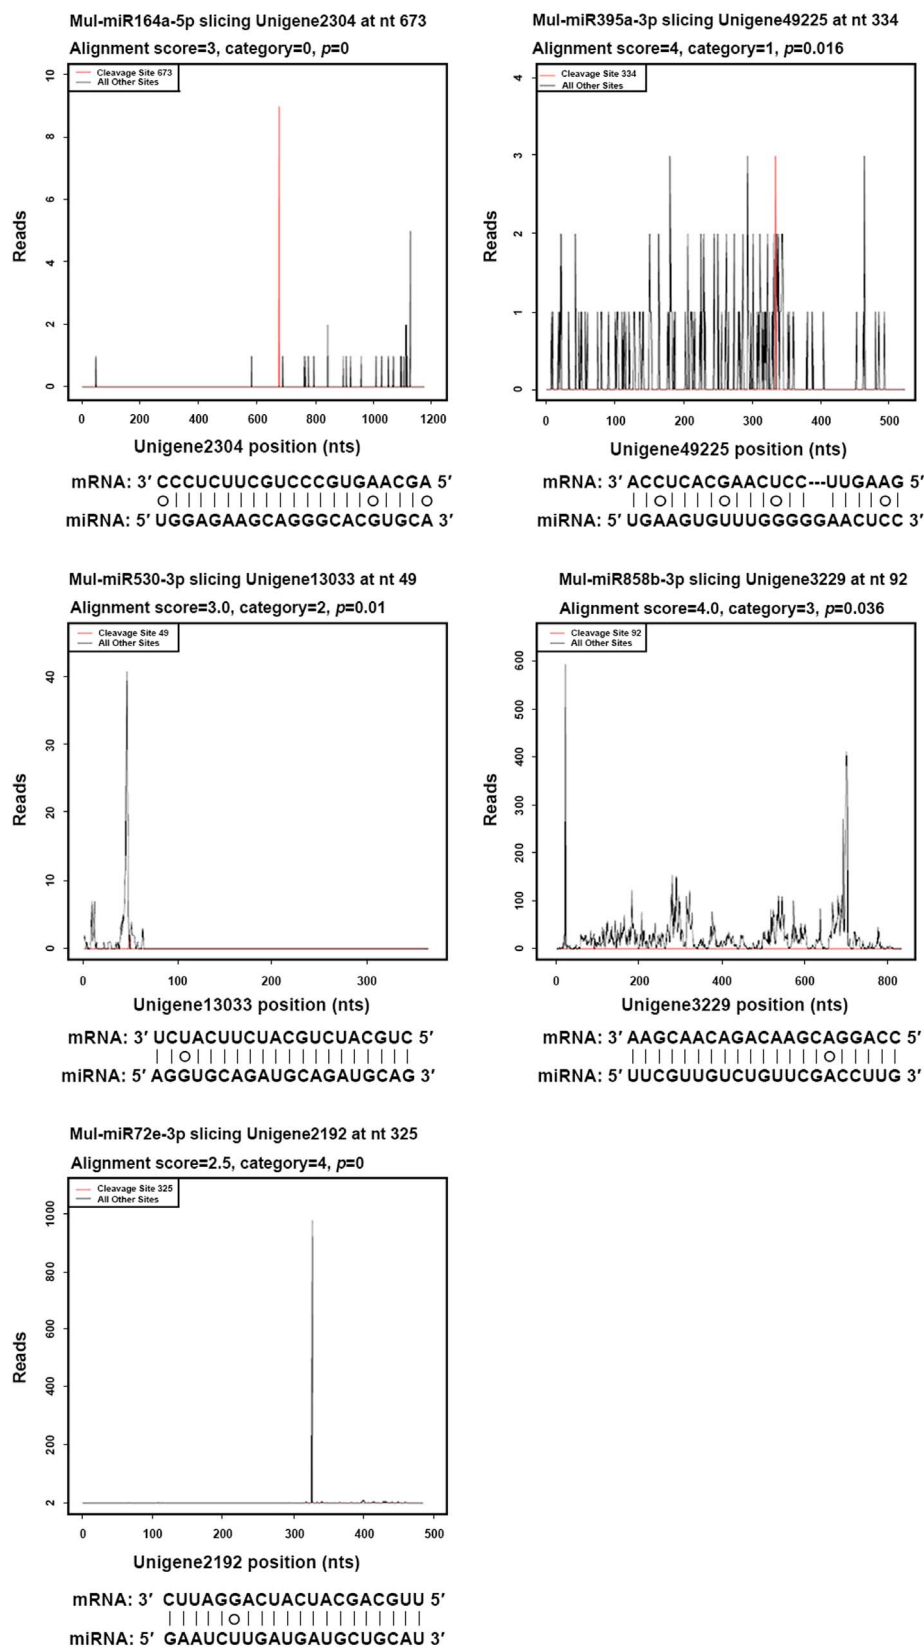 Mul-miR164a-5p slicing Unigene2304 at nt 673
Alignment score=3, category=0, p=0
Cleavage Site 673
All Other Sites
10
8
6
4
2
0
Reads
0 200 400 600 800 1000 1200
Unigene2304 position (nts)
mRNA: 3′ CCCUCUUCGUCCCGUGAACGA 5′
miRNA: 5′ UGGAGAAGCAGGGCACGUGCA 3′
Mul-miR395a-3p slicing Unigene49225 at nt 334
Alignment score=4, category=1, p=0.016
Cleavage Site 334
All Other Sites
4
3
2
1
0
Reads
0 100 200 300 400 500
Unigene49225 position (nts)
mRNA: 3′ ACCUCACGAACUCC---UUGAAG 5′
miRNA: 5′ UGAAGUGUUUGGGGGAACUCC 3′
Mul-miR530-3p slicing Unigene13033 at nt 49
Alignment score=3.0, category=2, p=0.01
Cleavage Site 49
All Other Sites
40
30
20
10
0
Reads
0 100 200 300
Unigene13033 position (nts)
mRNA: 3′ UCUACUUCUACGUCUACGUC 5′
miRNA: 5′ AGGUGCAGAUGCAGAUGCAG 3′
Mul-miR858b-3p slicing Unigene3229 at nt 92
Alignment score=4.0, category=3, p=0.036
Cleavage Site 92
All Other Sites
600
500
400
300
200
100
0
Reads
0 200 400 600 800
Unigene3229 position (nts)
mRNA: 3′ AAGCAACAGACAAGCAGGACC 5′
miRNA: 5′ UUCGUUGUCUGUUCGACCUUG 3′
Mul-miR72e-3p slicing Unigene2192 at nt 325
Alignment score=2.5, category=4, p=0
Cleavage Site 325
All Other Sites
1000
800
600
400
200
2
Reads
0 100 200 300 400 500
Unigene2192 position (nts)
mRNA: 3′ CUUAGGACUACUACGACGUU 5′
miRNA: 5′ GAAUCUUGAUGAUGCUGCAU 3′